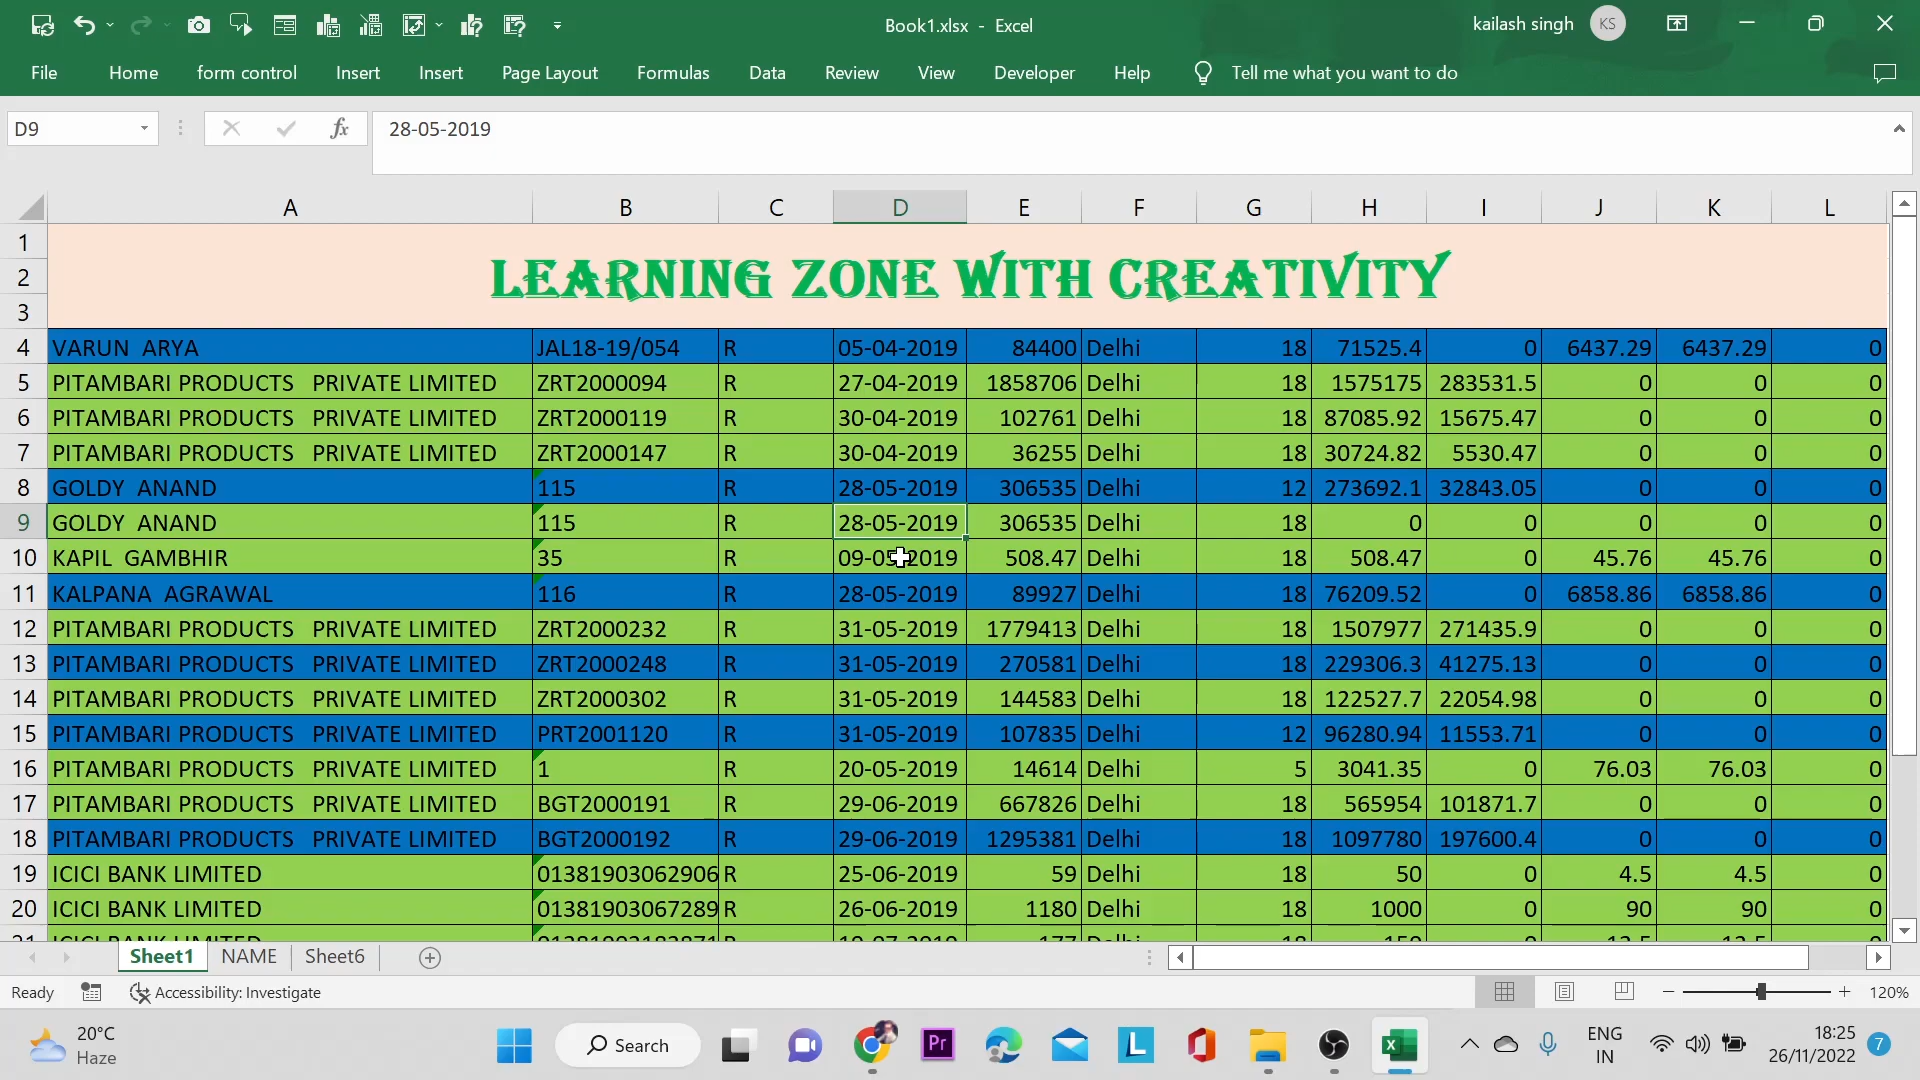 Book1.xlsx - Excel
kailash singh KS
File Home form control Insert Insert Page Layout Formulas Data Review View Developer Help Tell me what you want to do
D9 fx 28-05-2019
A B C D E F G H I J K L
1
2 LEARNING ZONE WITH CREATIVITY
3
4 VARUN ARYA JAL18-19/054 R 05-04-2019 84400 Delhi 18 71525.4 0 6437.29 6437.29 0
5 PITAMBARI PRODUCTS PRIVATE LIMITED ZRT2000094 R 27-04-2019 1858706 Delhi 18 1575175 283531.5 0 0 0
6 PITAMBARI PRODUCTS PRIVATE LIMITED ZRT2000119 R 30-04-2019 102761 Delhi 18 87085.92 15675.47 0 0 0
7 PITAMBARI PRODUCTS PRIVATE LIMITED ZRT2000147 R 30-04-2019 36255 Delhi 18 30724.82 5530.47 0 0 0
8 GOLDY ANAND 115 R 28-05-2019 306535 Delhi 12 273692.1 32843.05 0 0 0
9 GOLDY ANAND 115 R 28-05-2019 306535 Delhi 18 0 0 0 0 0
10 KAPIL GAMBHIR 35 R 09-05-2019 508.47 Delhi 18 508.47 0 45.76 45.76 0
11 KALPANA AGRAWAL 116 R 28-05-2019 89927 Delhi 18 76209.52 0 6858.86 6858.86 0
12 PITAMBARI PRODUCTS PRIVATE LIMITED ZRT2000232 R 31-05-2019 1779413 Delhi 18 1507977 271435.9 0 0 0
13 PITAMBARI PRODUCTS PRIVATE LIMITED ZRT2000248 R 31-05-2019 270581 Delhi 18 229306.3 41275.13 0 0 0
14 PITAMBARI PRODUCTS PRIVATE LIMITED ZRT2000302 R 31-05-2019 144583 Delhi 18 122527.7 22054.98 0 0 0
15 PITAMBARI PRODUCTS PRIVATE LIMITED PRT2001120 R 31-05-2019 107835 Delhi 12 96280.94 11553.71 0 0 0
16 PITAMBARI PRODUCTS PRIVATE LIMITED 1 R 20-05-2019 14614 Delhi 5 3041.35 0 76.03 76.03 0
17 PITAMBARI PRODUCTS PRIVATE LIMITED BGT2000191 R 29-06-2019 667826 Delhi 18 565954 101871.7 0 0 0
18 PITAMBARI PRODUCTS PRIVATE LIMITED BGT2000192 R 29-06-2019 1295381 Delhi 18 1097780 197600.4 0 0 0
19 ICICI BANK LIMITED 01381903062906 R 25-06-2019 59 Delhi 18 50 0 4.5 4.5 0
20 ICICI BANK LIMITED 01381903067289 R 26-06-2019 1180 Delhi 18 1000 0 90 90 0
Sheet1 NAME Sheet6
Ready Accessibility: Investigate 120%
20°C
Haze
Search
Pr
L
ENG
IN
18:25
26/11/2022
7